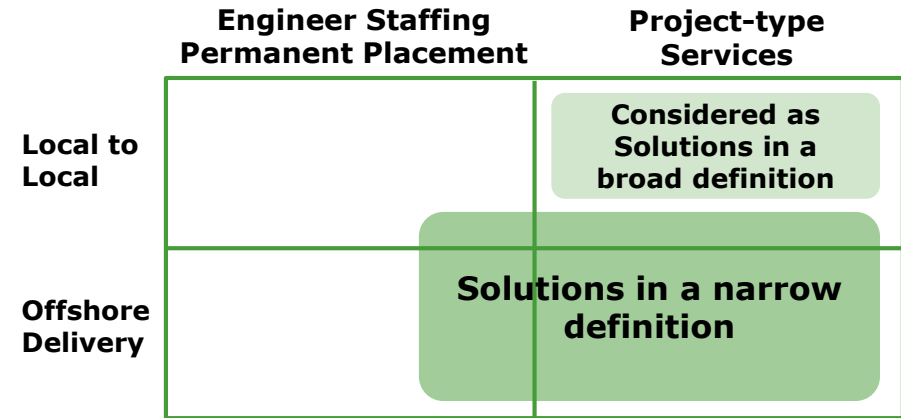 Engineer Staffing
Permanent Placement
Project-type
Services
Local to
Local
Considered as
Solutions in a
broad definition
Offshore
Delivery
Solutions in a narrow
definition